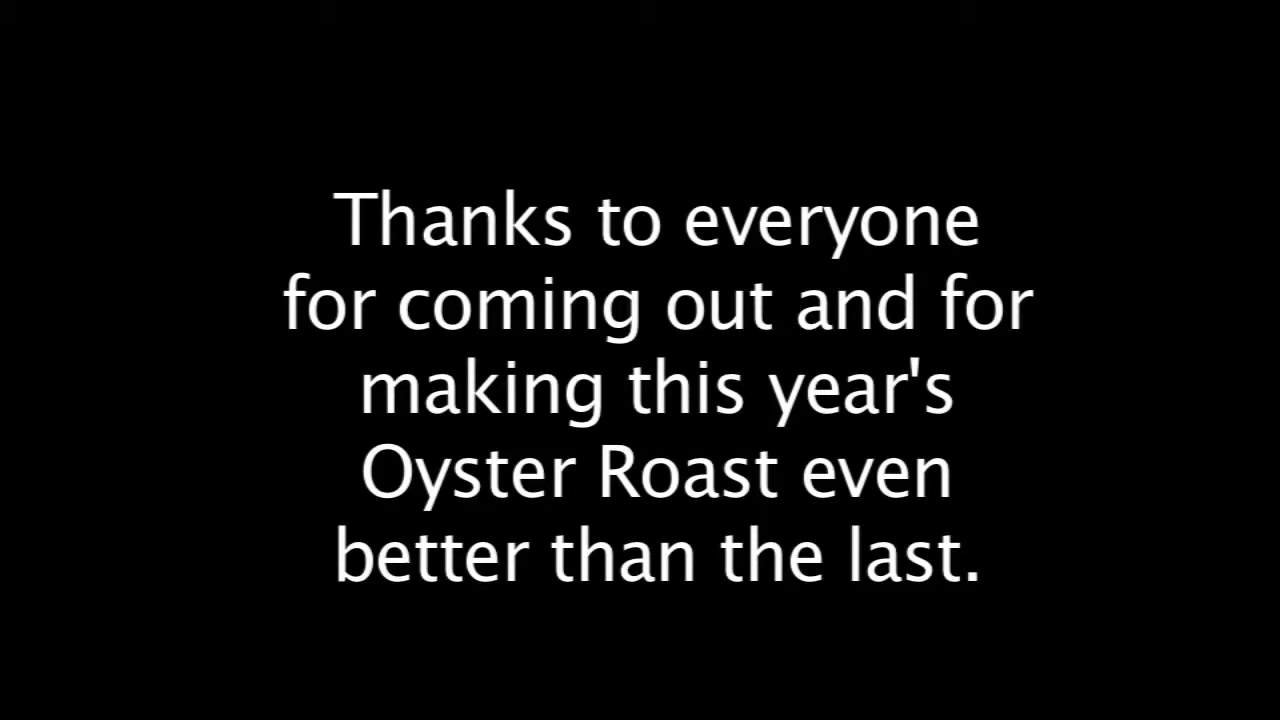 Thanks to everyone
for coming out and for
making this year's
Oyster Roast even
better than the last.